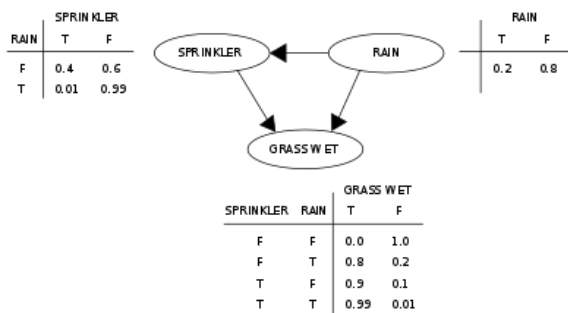 SPRINKLER
RAIN T F
F 0.4 0.6
T 0.01 0.99
SPRINKLER
RAIN
RAIN
T F
0.2 0.8
GRASS WET
GRASS WET
SPRINKLER RAIN T F
F F 0.0 1.0
F T 0.8 0.2
T F 0.9 0.1
T T 0.99 0.01